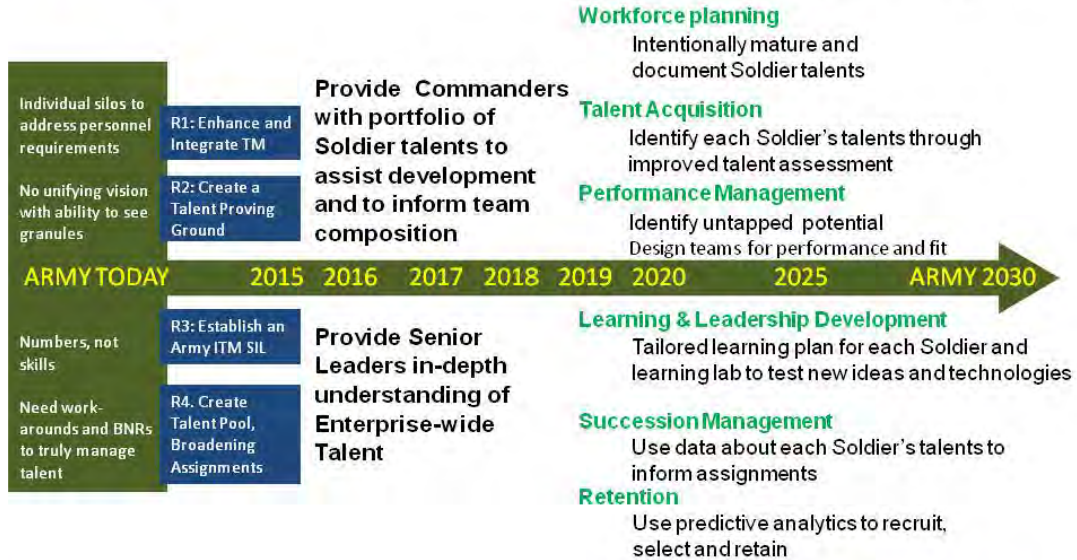 Individual silos to
address personnel
requirements
No unifying vision
with ability to see
granules
R1: Enhance and
Integrate TM
R2: Create a
Talent Proving
Ground
Provide Commanders
with portfolio of
Soldier talents to
assist development
and to inform team
composition
Workforce planning
Intentionally mature and
document Soldier talents
Talent Acquisition
Identify each Soldier's talents through
improved talent assessment
Performance Management
Identify untapped potential
Design teams for performance and fit
ARMY TODAY 2015 2016 2017 2018 2019 2020 2025 ARMY 2030
Numbers, not
skills
Need work-
arounds and BNRs
to truly manage
talent
R3: Establish an
Army ITM SIL
R4. Create
Talent Pool,
Broadening
Assignments
Provide Senior
Leaders in-depth
understanding of
Enterprise-wide
Talent
Learning & Leadership Development
Tailored learning plan for each Soldier and
learning lab to test new ideas and technologies
Succession Management
Use data about each Soldier's talents to
inform assignments
Retention
Use predictive analytics to recruit,
select and retain